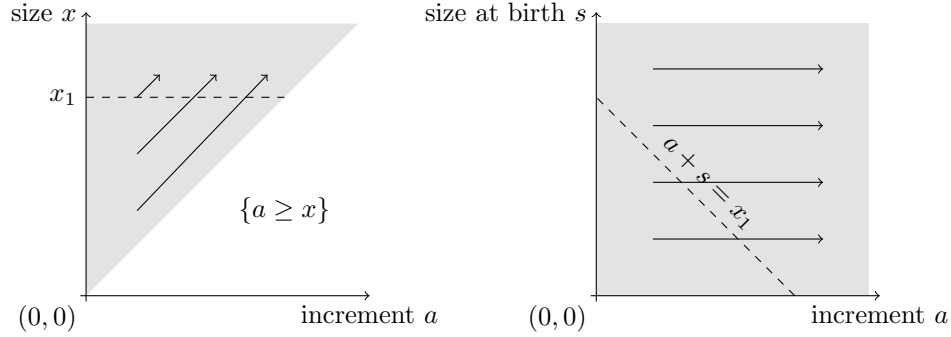 size x
x₁
{a ≥ x}
(0, 0)
increment a
size at birth s
a + s = x₁
(0, 0)
increment a